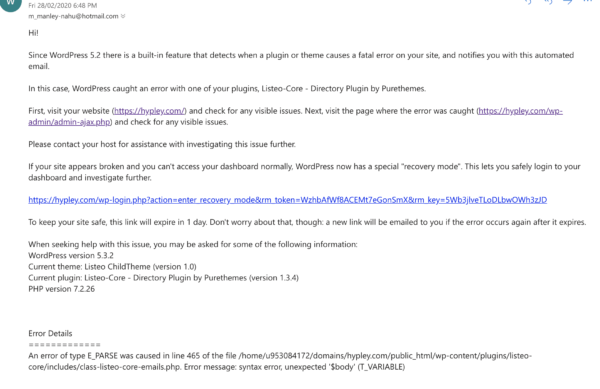 W
Fri 28/02/2020 6:48 PM
m_manley-nahu@hotmail.com
Hi!
Since WordPress 5.2 there is a built-in feature that detects when a plugin or theme causes a fatal error on your site, and notifies you with this automated
email.
In this case, WordPress caught an error with one of your plugins, Listeo-Core - Directory Plugin by Purethemes.
First, visit your website (https://hypley.com/) and check for any visible issues. Next, visit the page where the error was caught (https://hypley.com/wp-
admin/admin-ajax.php) and check for any visible issues.
Please contact your host for assistance with investigating this issue further.
If your site appears broken and you can't access your dashboard normally, WordPress now has a special "recovery mode". This lets you safely login to your
dashboard and investigate further.
https://hypley.com/wp-login.php?action=enter_recovery_mode&rm_token=WzhbAfWf8ACEMt7eGonSmX&rm_key=5Wb3jlveTLoDLbwOWh3zJD
To keep your site safe, this link will expire in 1 day. Don't worry about that, though: a new link will be emailed to you if the error occurs again after it expires.
When seeking help with this issue, you may be asked for some of the following information:
WordPress version 5.3.2
Current theme: Listeo ChildTheme (version 1.0)
Current plugin: Listeo-Core - Directory Plugin by Purethemes (version 1.3.4)
PHP version 7.2.26
Error Details
=============
An error of type E_PARSE was caused in line 465 of the file /home/u953084172/domains/hypley.com/public_html/wp-content/plugins/listeo-
core/includes/class-listeo-core-emails.php. Error message: syntax error, unexpected '$body' (T_VARIABLE)